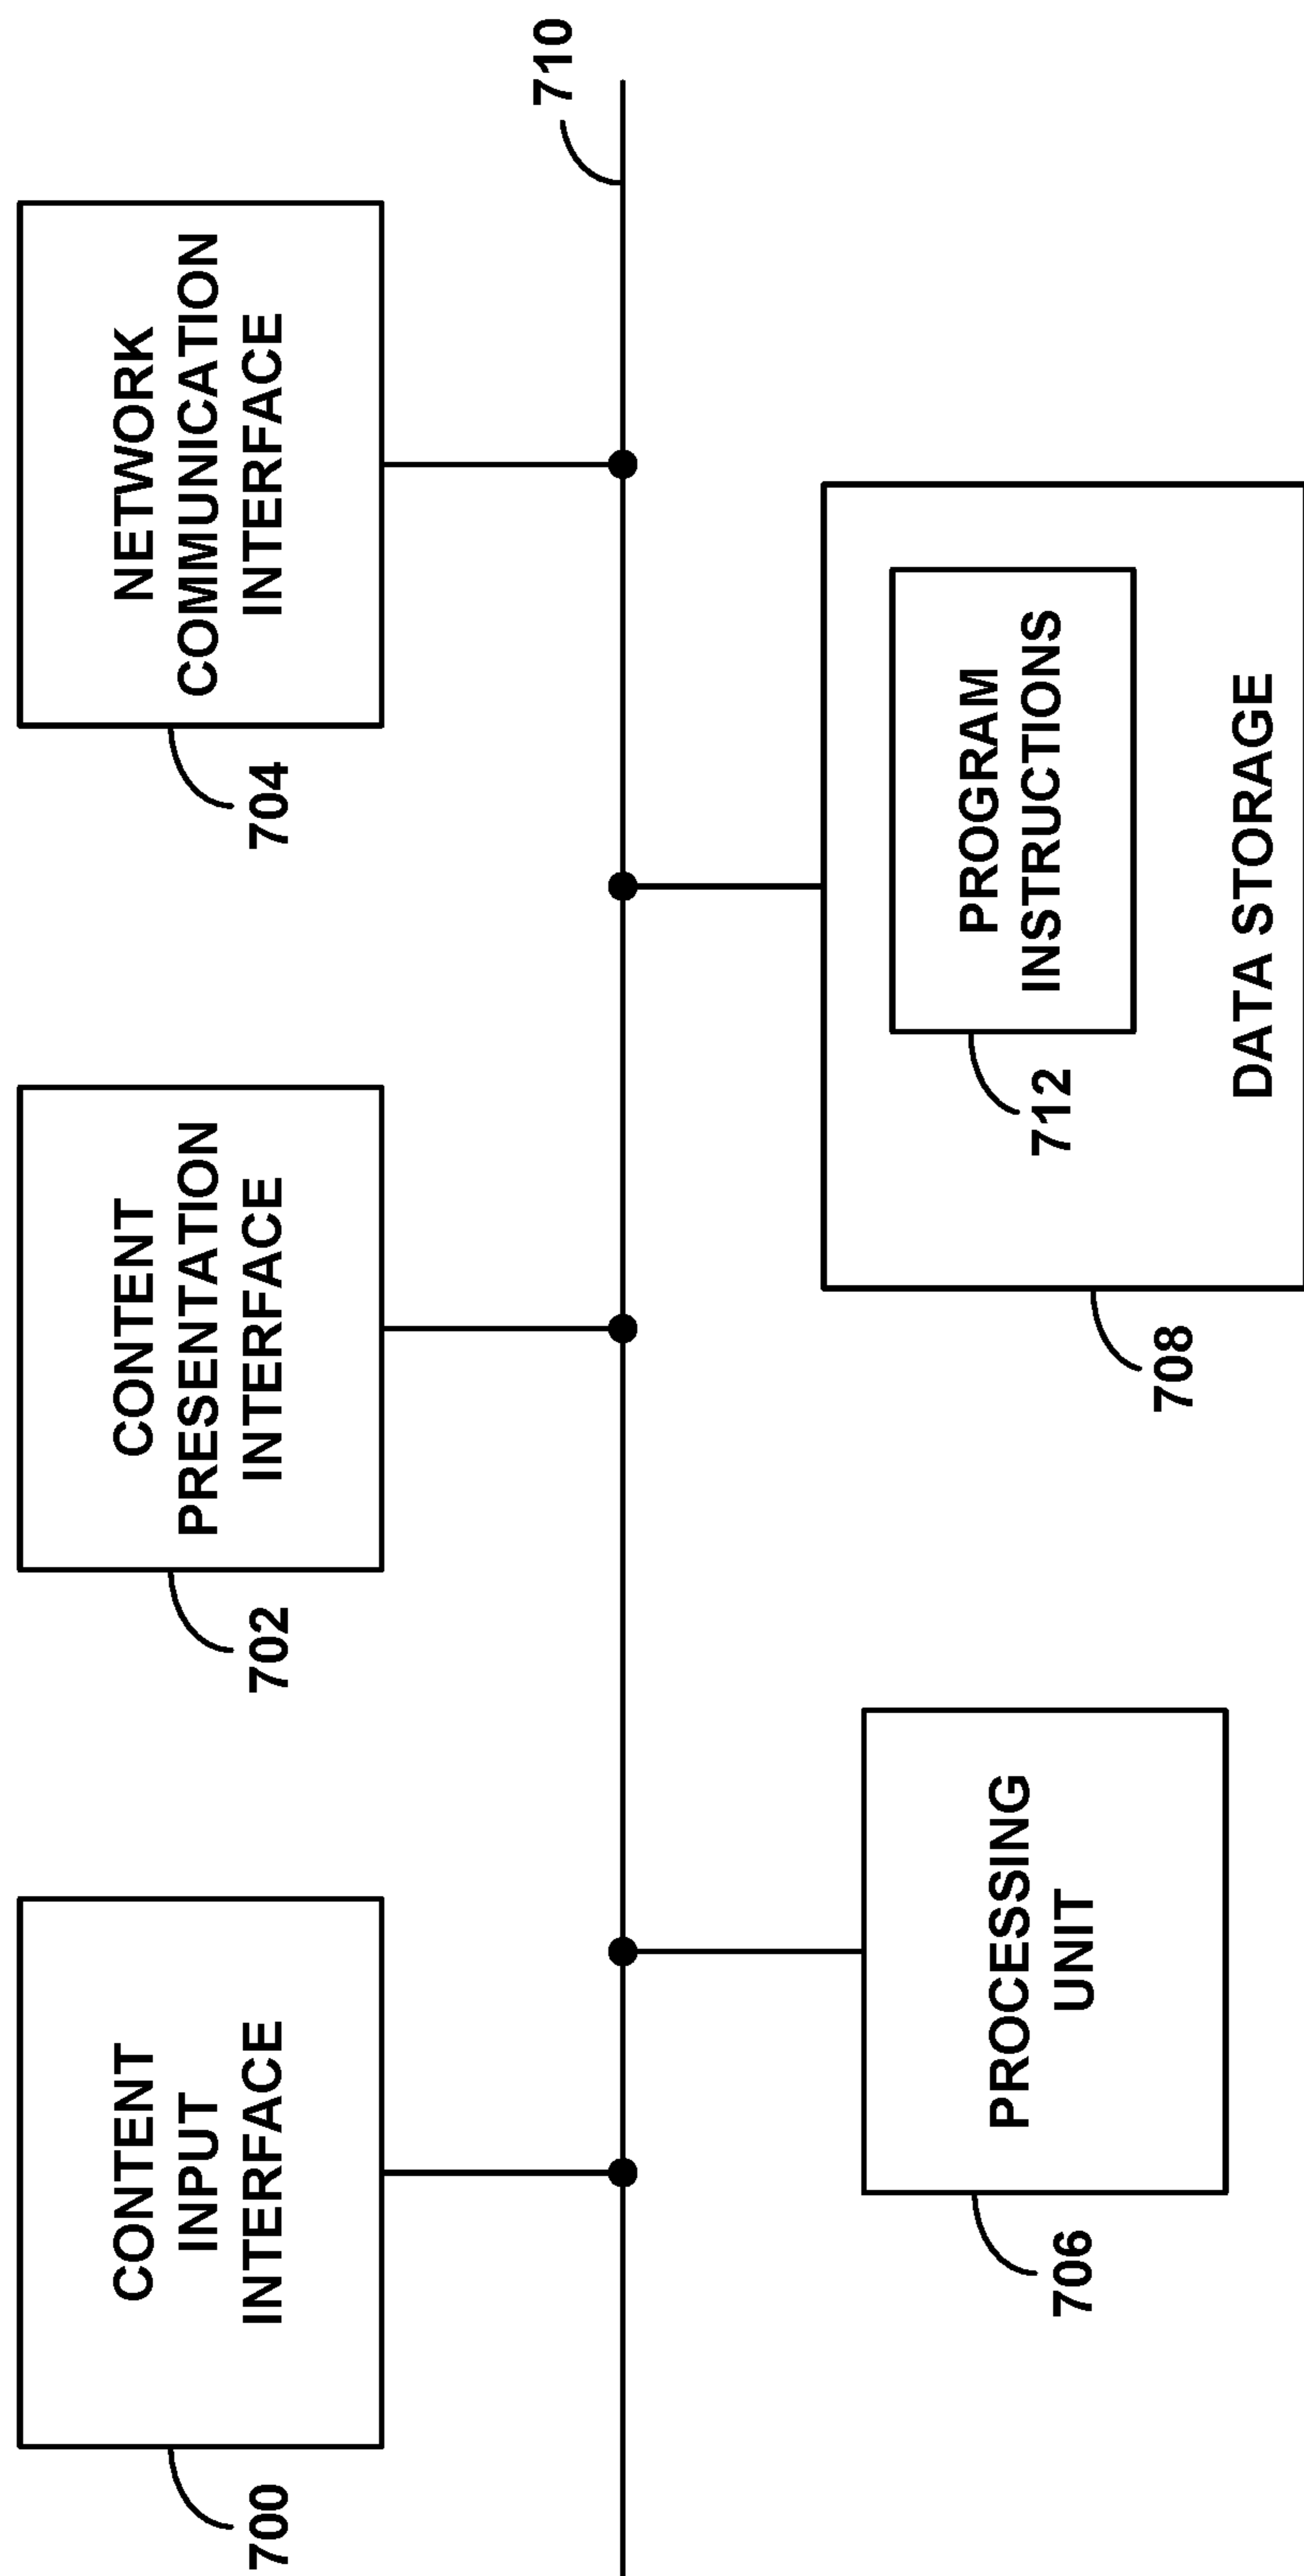 CONTENT
INPUT
INTERFACE
700
CONTENT
PRESENTATION
INTERFACE
702
NETWORK
COMMUNICATION
INTERFACE
704
710
PROCESSING
UNIT
706
PROGRAM
INSTRUCTIONS
712
DATA STORAGE
708